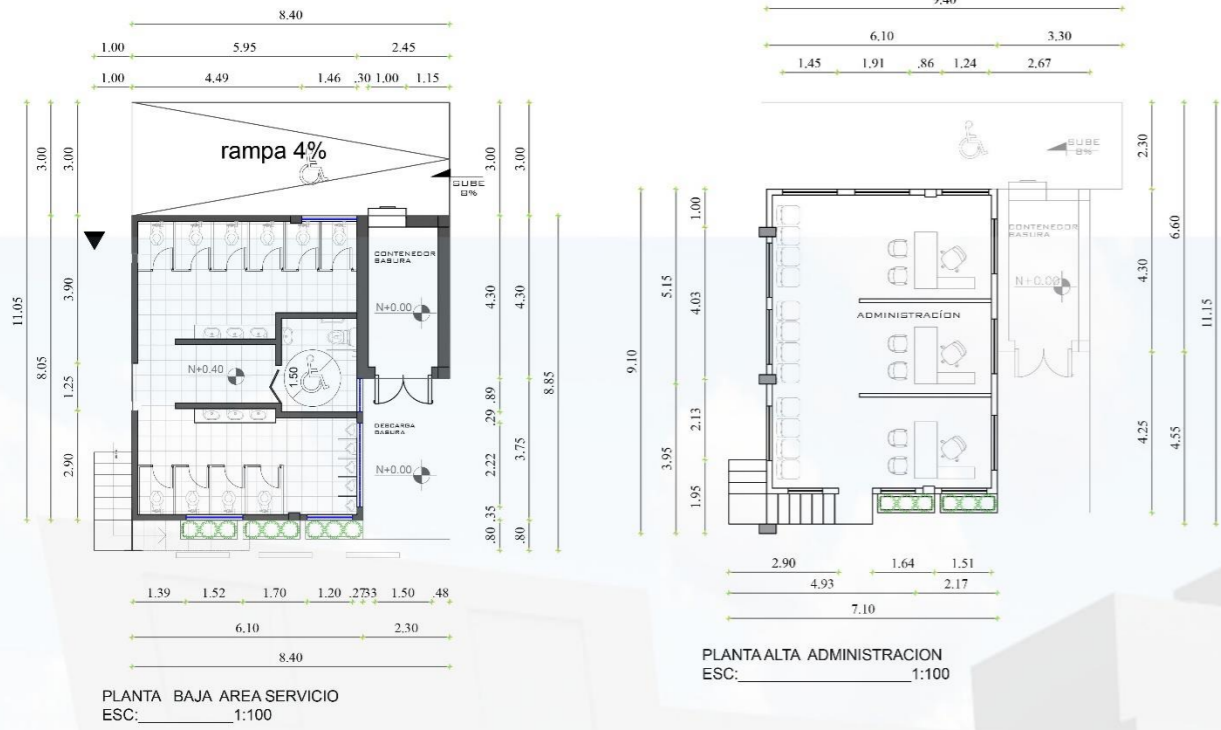 8.40
1.00 5.95 2.45
1.00 4.49 1.46 .30 1.00 1.15
rampa 4%
SUBE
8%
3.00 3.00 3.00 3.00
11.05 8.05
3.90
1.25
2.90
CONTENEDOR
BASURA
N+0.00
N+0.40
1.50
DESCARGA
BASURA
N+0.00
4.30 4.30
.89
.29
2.22
3.75
.35
.80 .80
8.85
1.39 1.52 1.70 1.20 .27 .33 1.50 .48
6.10 2.30
8.40
PLANTA BAJA AREA SERVICIO
ESC: 1:100
9.40
6.10 3.30
1.45 1.91 .86 1.24 2.67
SUBE
8%
CONTENEDOR
BASURA
N+0.00
ADMINISTRACÍON
9.10
5.15
3.95
1.00
4.03
2.13
1.95
2.30
4.30
4.25
6.60
4.55
11.15
2.90 1.64 1.51
4.93 2.17
7.10
PLANTA ALTA ADMINISTRACION
ESC: 1:100